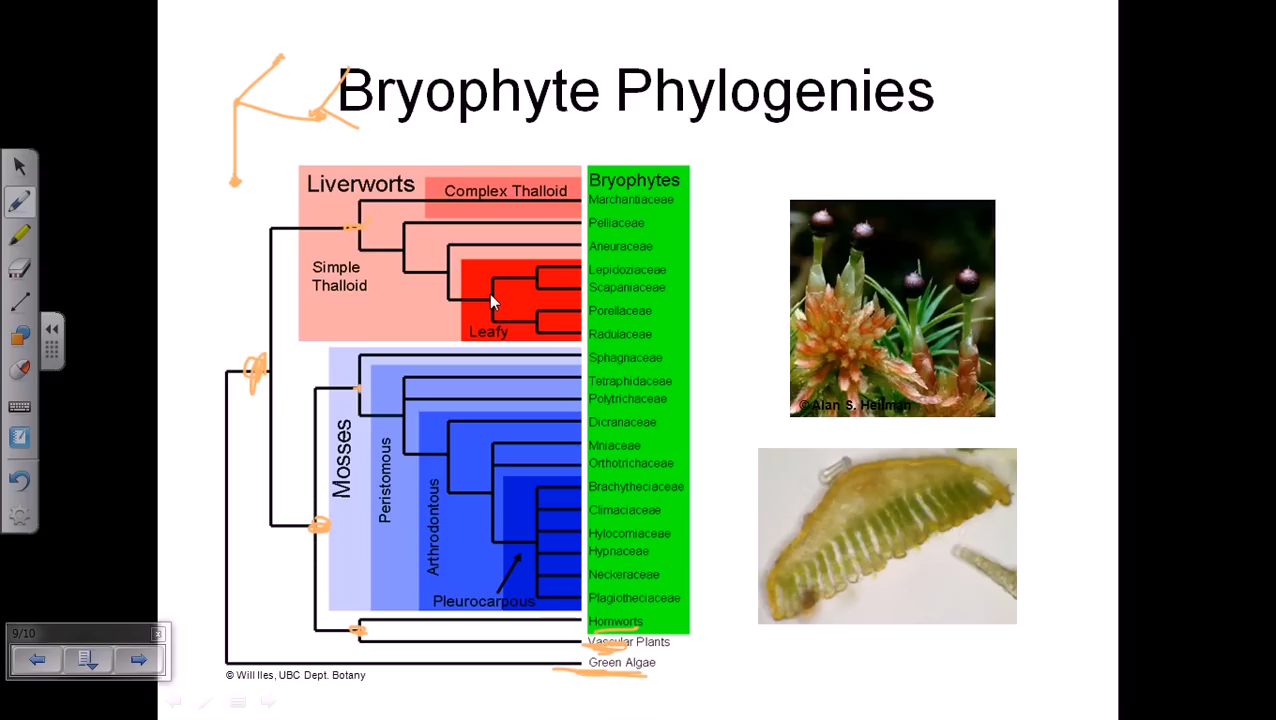 Bryophyte Phylogenies
Liverworts
Complex Thalloid
Simple
Thalloid
Leafy
Mosses
Peristomous
Arthrodontous
Pleurocarpous
Bryophytes
Marchantiaceae
Pelliaceae
Aneuraceae
Lepidoziaceae
Scapaniaceae
Porellaceae
Radulaceae
Sphagnaceae
Tetraphidaceae
Polytrichaceae
Dicranaceae
Mniaceae
Orthotrichaceae
Brachytheciaceae
Climaciaceae
Hylocomiaceae
Hypnaceae
Neckeraceae
Plagiotheciaceae
Hornworts
Vascular Plants
Green Algae
© Will Iles, UBC Dept. Botany
© Alan S. Heilman
9/10